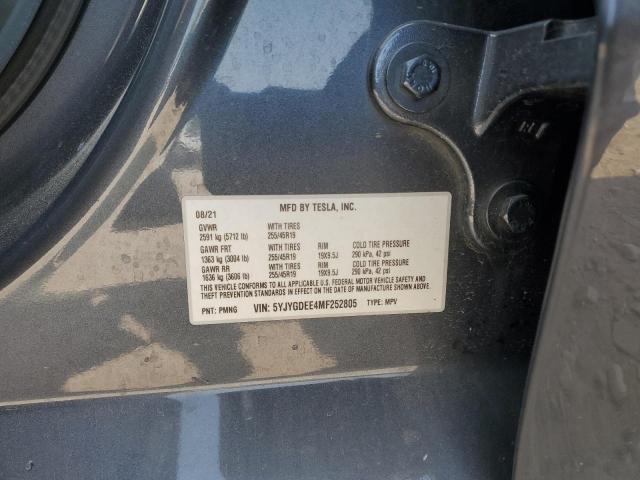 08/21 MFD BY TESLA, INC.
GVWR WITH TIRES
2591 kg (5712 lb) 255/45R19
GAWR FRT WITH TIRES RIM COLD TIRE PRESSURE
1363 kg (3004 lb) 255/45R19 19X9.5J 290 kPa, 42 psi
GAWR RR WITH TIRES RIM COLD TIRE PRESSURE
1636 kg (3606 lb) 255/45R19 19X9.5J 290 kPa, 42 psi
THIS VEHICLE CONFORMS TO ALL APPLICABLE U.S. FEDERAL MOTOR VEHICLE SAFETY AND
THEFT PREVENTION STANDARDS IN EFFECT ON THE DATE OF MANUFACTURE SHOWN ABOVE.
PNT: PMNG VIN: 5YJYGDEE4MF252805 TYPE: MPV